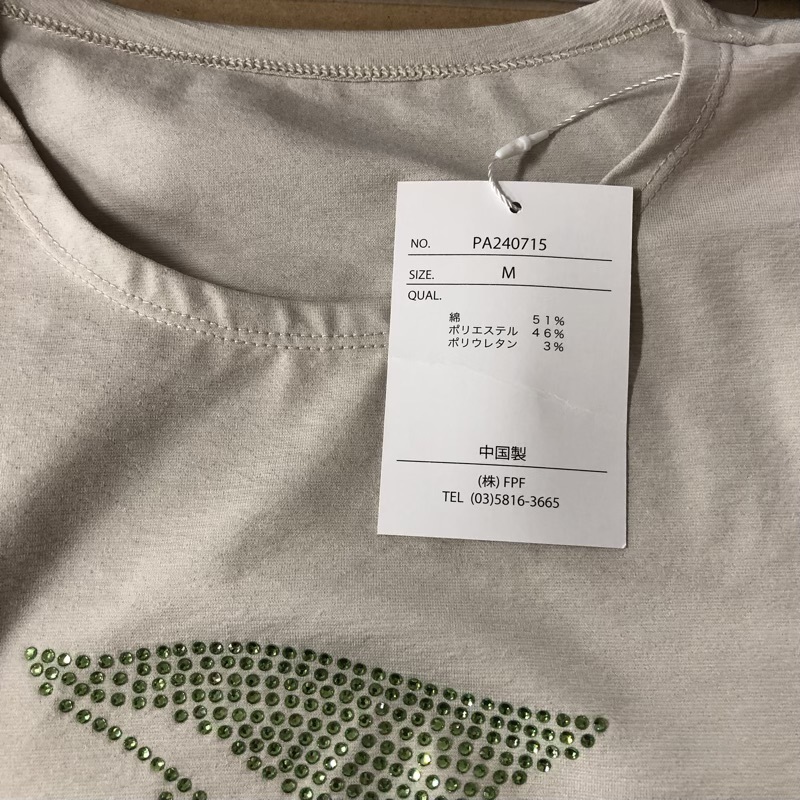 NO. PA240715
SIZE. M
QUAL.
綿 51%
ポリエステル 46%
ポリウレタン 3%
中国製
(株) FPF
TEL (03)5816-3665